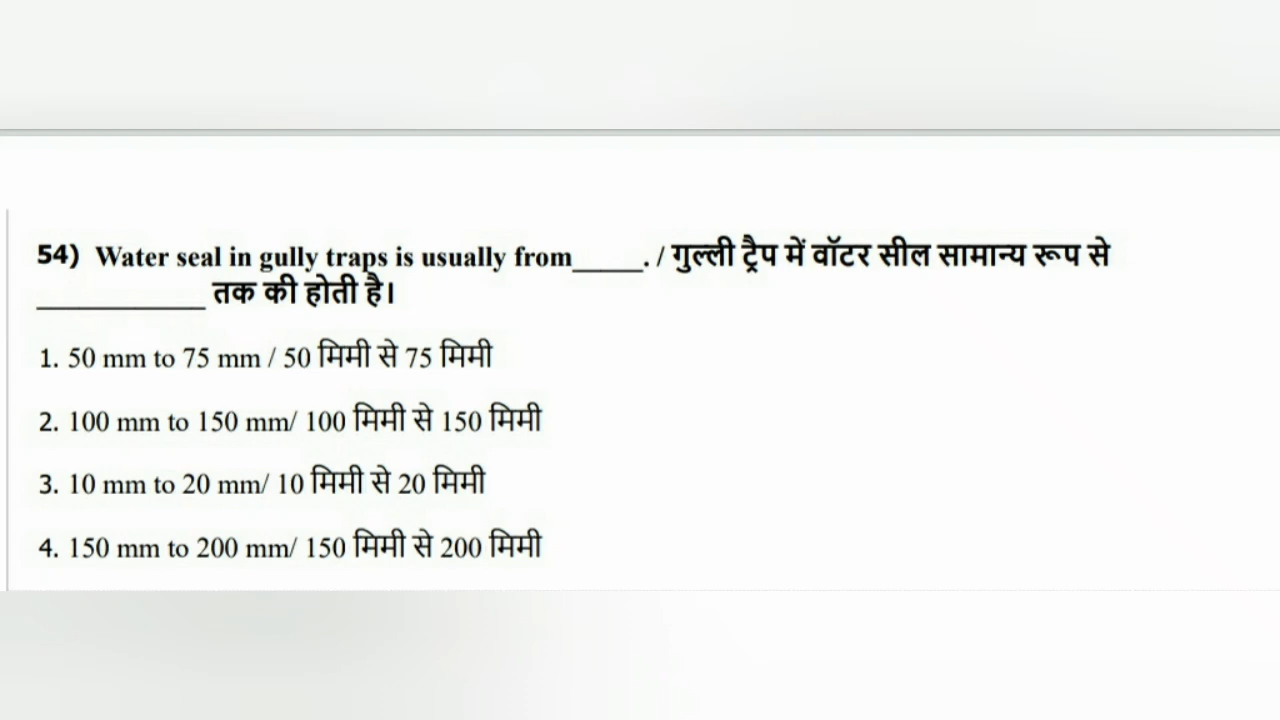 54) Water seal in gully traps is usually from_____. / गुल्ली ट्रैप में वॉटर सील सामान्य रूप से
____________ तक की होती है।
1. 50 mm to 75 mm / 50 मिमी से 75 मिमी
2. 100 mm to 150 mm/ 100 मिमी से 150 मिमी
3. 10 mm to 20 mm/ 10 मिमी से 20 मिमी
4. 150 mm to 200 mm/ 150 मिमी से 200 मिमी